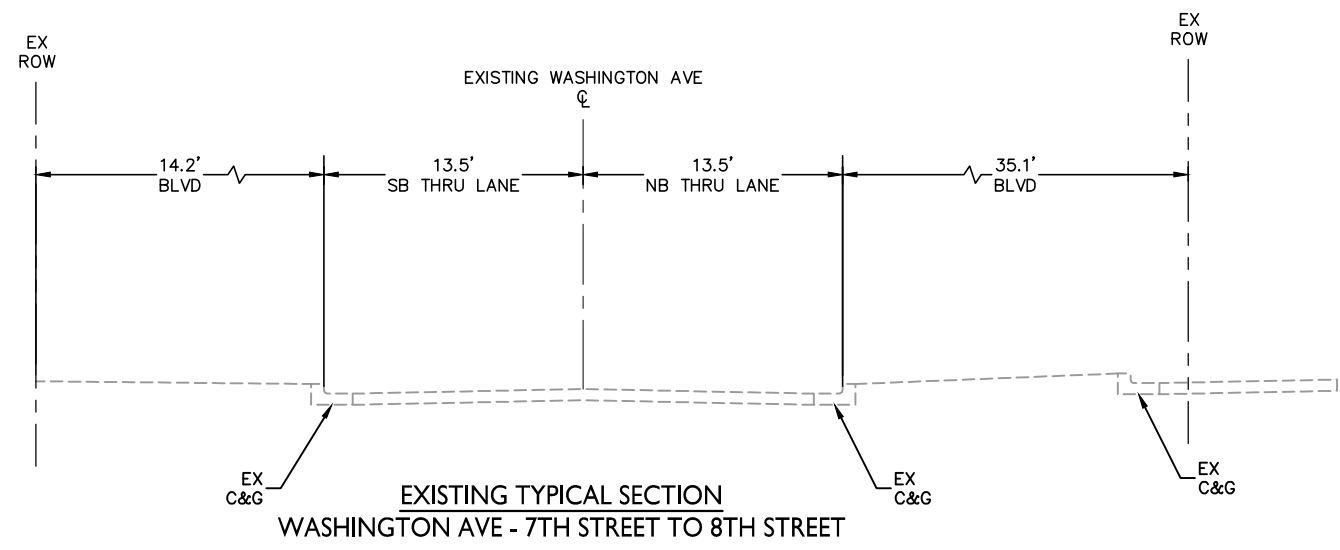 EX
ROW
EX
ROW
EXISTING WASHINGTON AVE
℄
14.2'
BLVD
13.5'
SB THRU LANE
13.5'
NB THRU LANE
35.1'
BLVD
EX
C&G
EX
C&G
EX
C&G
EXISTING TYPICAL SECTION
WASHINGTON AVE - 7TH STREET TO 8TH STREET